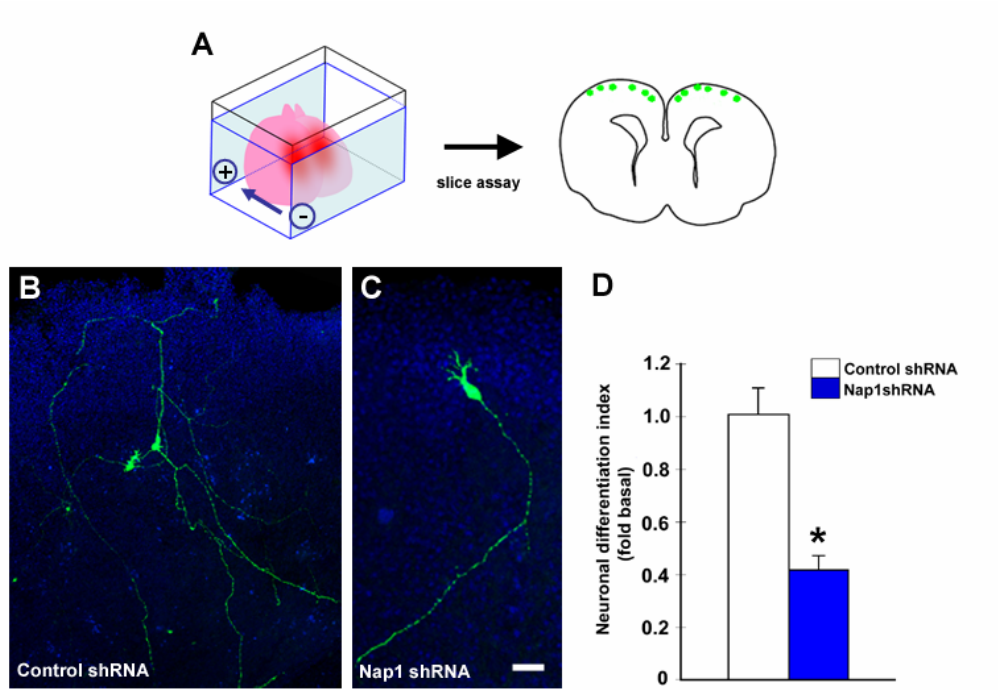 A
+
-
slice assay
B
Control shRNA
C
Nap1 shRNA
D
Neuronal differentiation index
(fold basal)
1.2
1.0
0.8
0.6
0.4
0.2
0
Control shRNA
Nap1shRNA
*